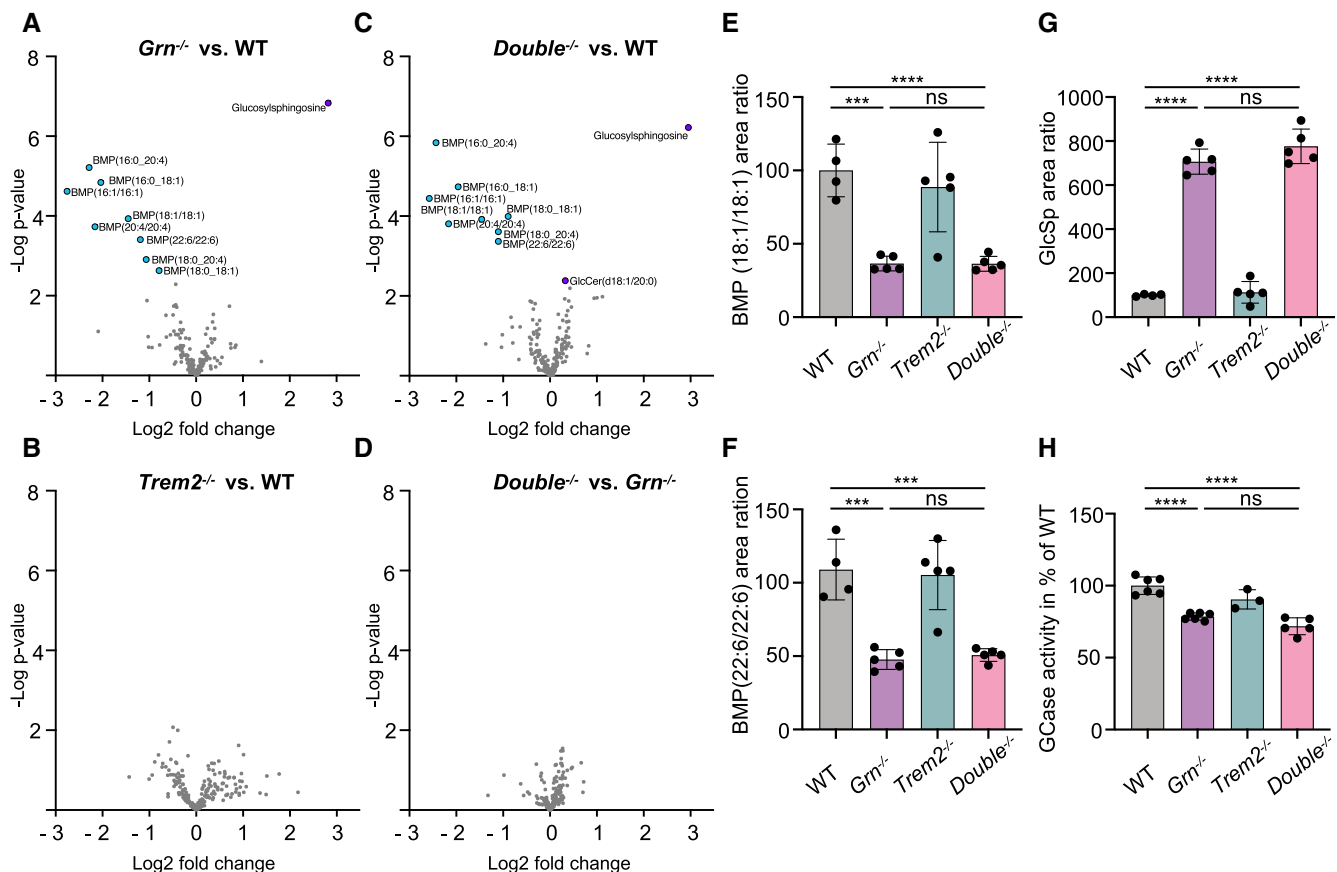 A
Grn-/- vs. WT
8
6
4
2
-Log p-value
Glucosylsphingosine
BMP(16:0_20:4)
BMP(16:0_18:1)
BMP(16:1/16:1)
BMP(18:1/18:1)
BMP(20:4/20:4)
BMP(22:6/22:6)
BMP(18:0_20:4)
BMP(18:0_18:1)
- 3 - 2 - 1 0 1 2 3
Log2 fold change
C
Double-/- vs. WT
8
6
4
2
-Log p-value
Glucosylsphingosine
BMP(16:0_20:4)
BMP(16:0_18:1)
BMP(16:1/16:1)
BMP(18:1/18:1)
BMP(18:0_18:1)
BMP(20:4/20:4)
BMP(18:0_20:4)
BMP(22:6/22:6)
GlcCer(d18:1/20:0)
- 3 - 2 - 1 0 1 2 3
Log2 fold change
E
BMP (18:1/18:1) area ratio
****
*** ns
150
100
50
0
WT Grn-/- Trem2-/- Double-/-
G
GlcSp area ratio
****
**** ns
1000
800
600
400
200
0
WT Grn-/- Trem2-/- Double-/-
B
Trem2-/- vs. WT
8
6
4
2
-Log p-value
- 3 - 2 - 1 0 1 2 3
Log2 fold change
D
Double-/- vs. Grn-/-
8
6
4
2
-Log p-value
- 3 - 2 - 1 0 1 2 3
Log2 fold change
F
BMP(22:6/22:6) area ration
***
*** ns
150
100
50
0
WT Grn-/- Trem2-/- Double-/-
H
GCase activity in % of WT
****
**** ns
150
100
50
0
WT Grn-/- Trem2-/- Double-/-